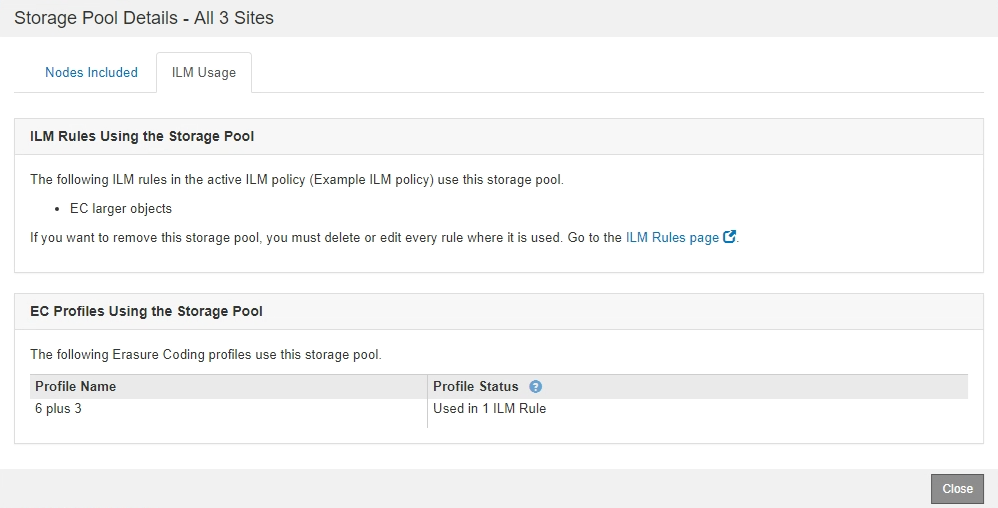 Storage Pool Details - All 3 Sites
Nodes Included
ILM Usage
ILM Rules Using the Storage Pool
The following ILM rules in the active ILM policy (Example ILM policy) use this storage pool.
• EC larger objects
If you want to remove this storage pool, you must delete or edit every rule where it is used. Go to the ILM Rules page.
EC Profiles Using the Storage Pool
The following Erasure Coding profiles use this storage pool.
Profile Name Profile Status ?
6 plus 3 Used in 1 ILM Rule
Close